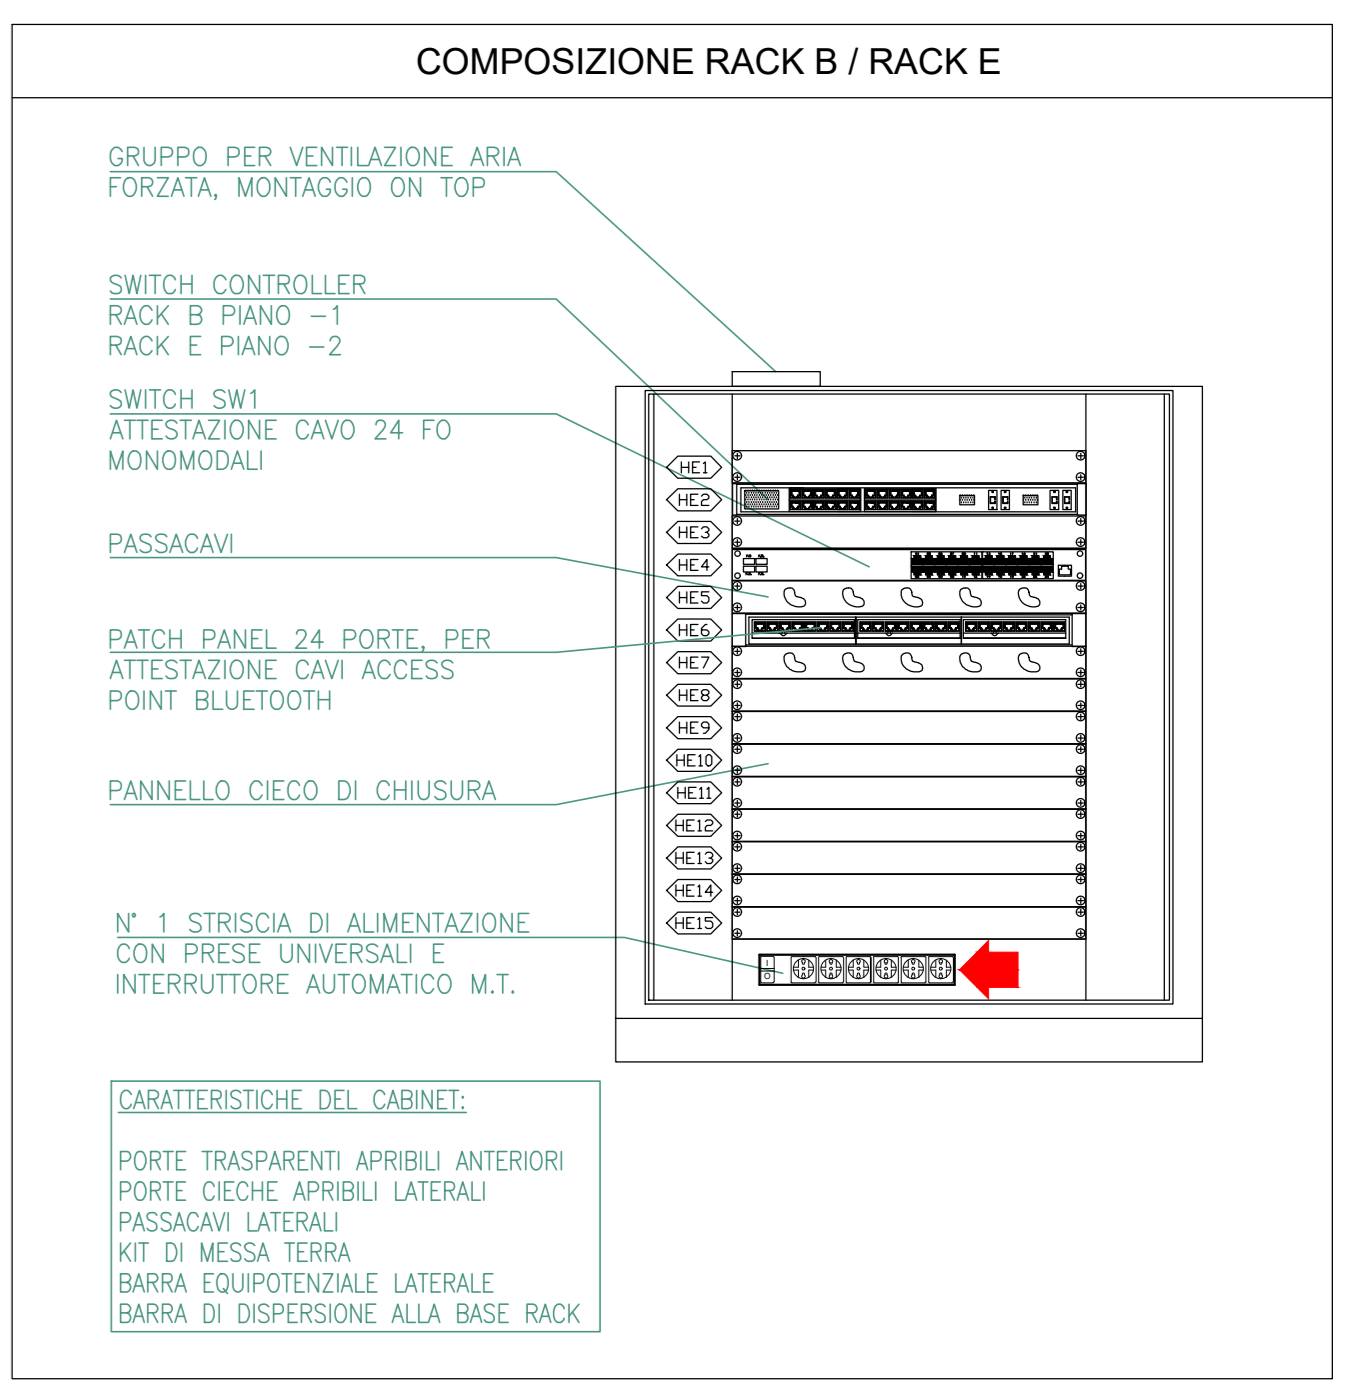 COMPOSIZIONE RACK B / RACK E
GRUPPO PER VENTILAZIONE ARIA
FORZATA, MONTAGGIO ON TOP
SWITCH CONTROLLER
RACK B PIANO -1
RACK E PIANO -2
SWITCH SW1
ATTESTAZIONE CAVO 24 FO
MONOMODALI
PASSACAVI
PATCH PANEL 24 PORTE, PER
ATTESTAZIONE CAVI ACCESS
POINT BLUETOOTH
PANNELLO CIECO DI CHIUSURA
N° 1 STRISCIA DI ALIMENTAZIONE
CON PRESE UNIVERSALI E
INTERRUTTORE AUTOMATICO M.T.
HE1
HE2
HE3
HE4
HE5
HE6
HE7
HE8
HE9
HE10
HE11
HE12
HE13
HE14
HE15
I
O
CARATTERISTICHE DEL CABINET:
PORTE TRASPARENTI APRIBILI ANTERIORI
PORTE CIECHE APRIBILI LATERALI
PASSACAVI LATERALI
KIT DI MESSA TERRA
BARRA EQUIPOTENZIALE LATERALE
BARRA DI DISPERSIONE ALLA BASE RACK